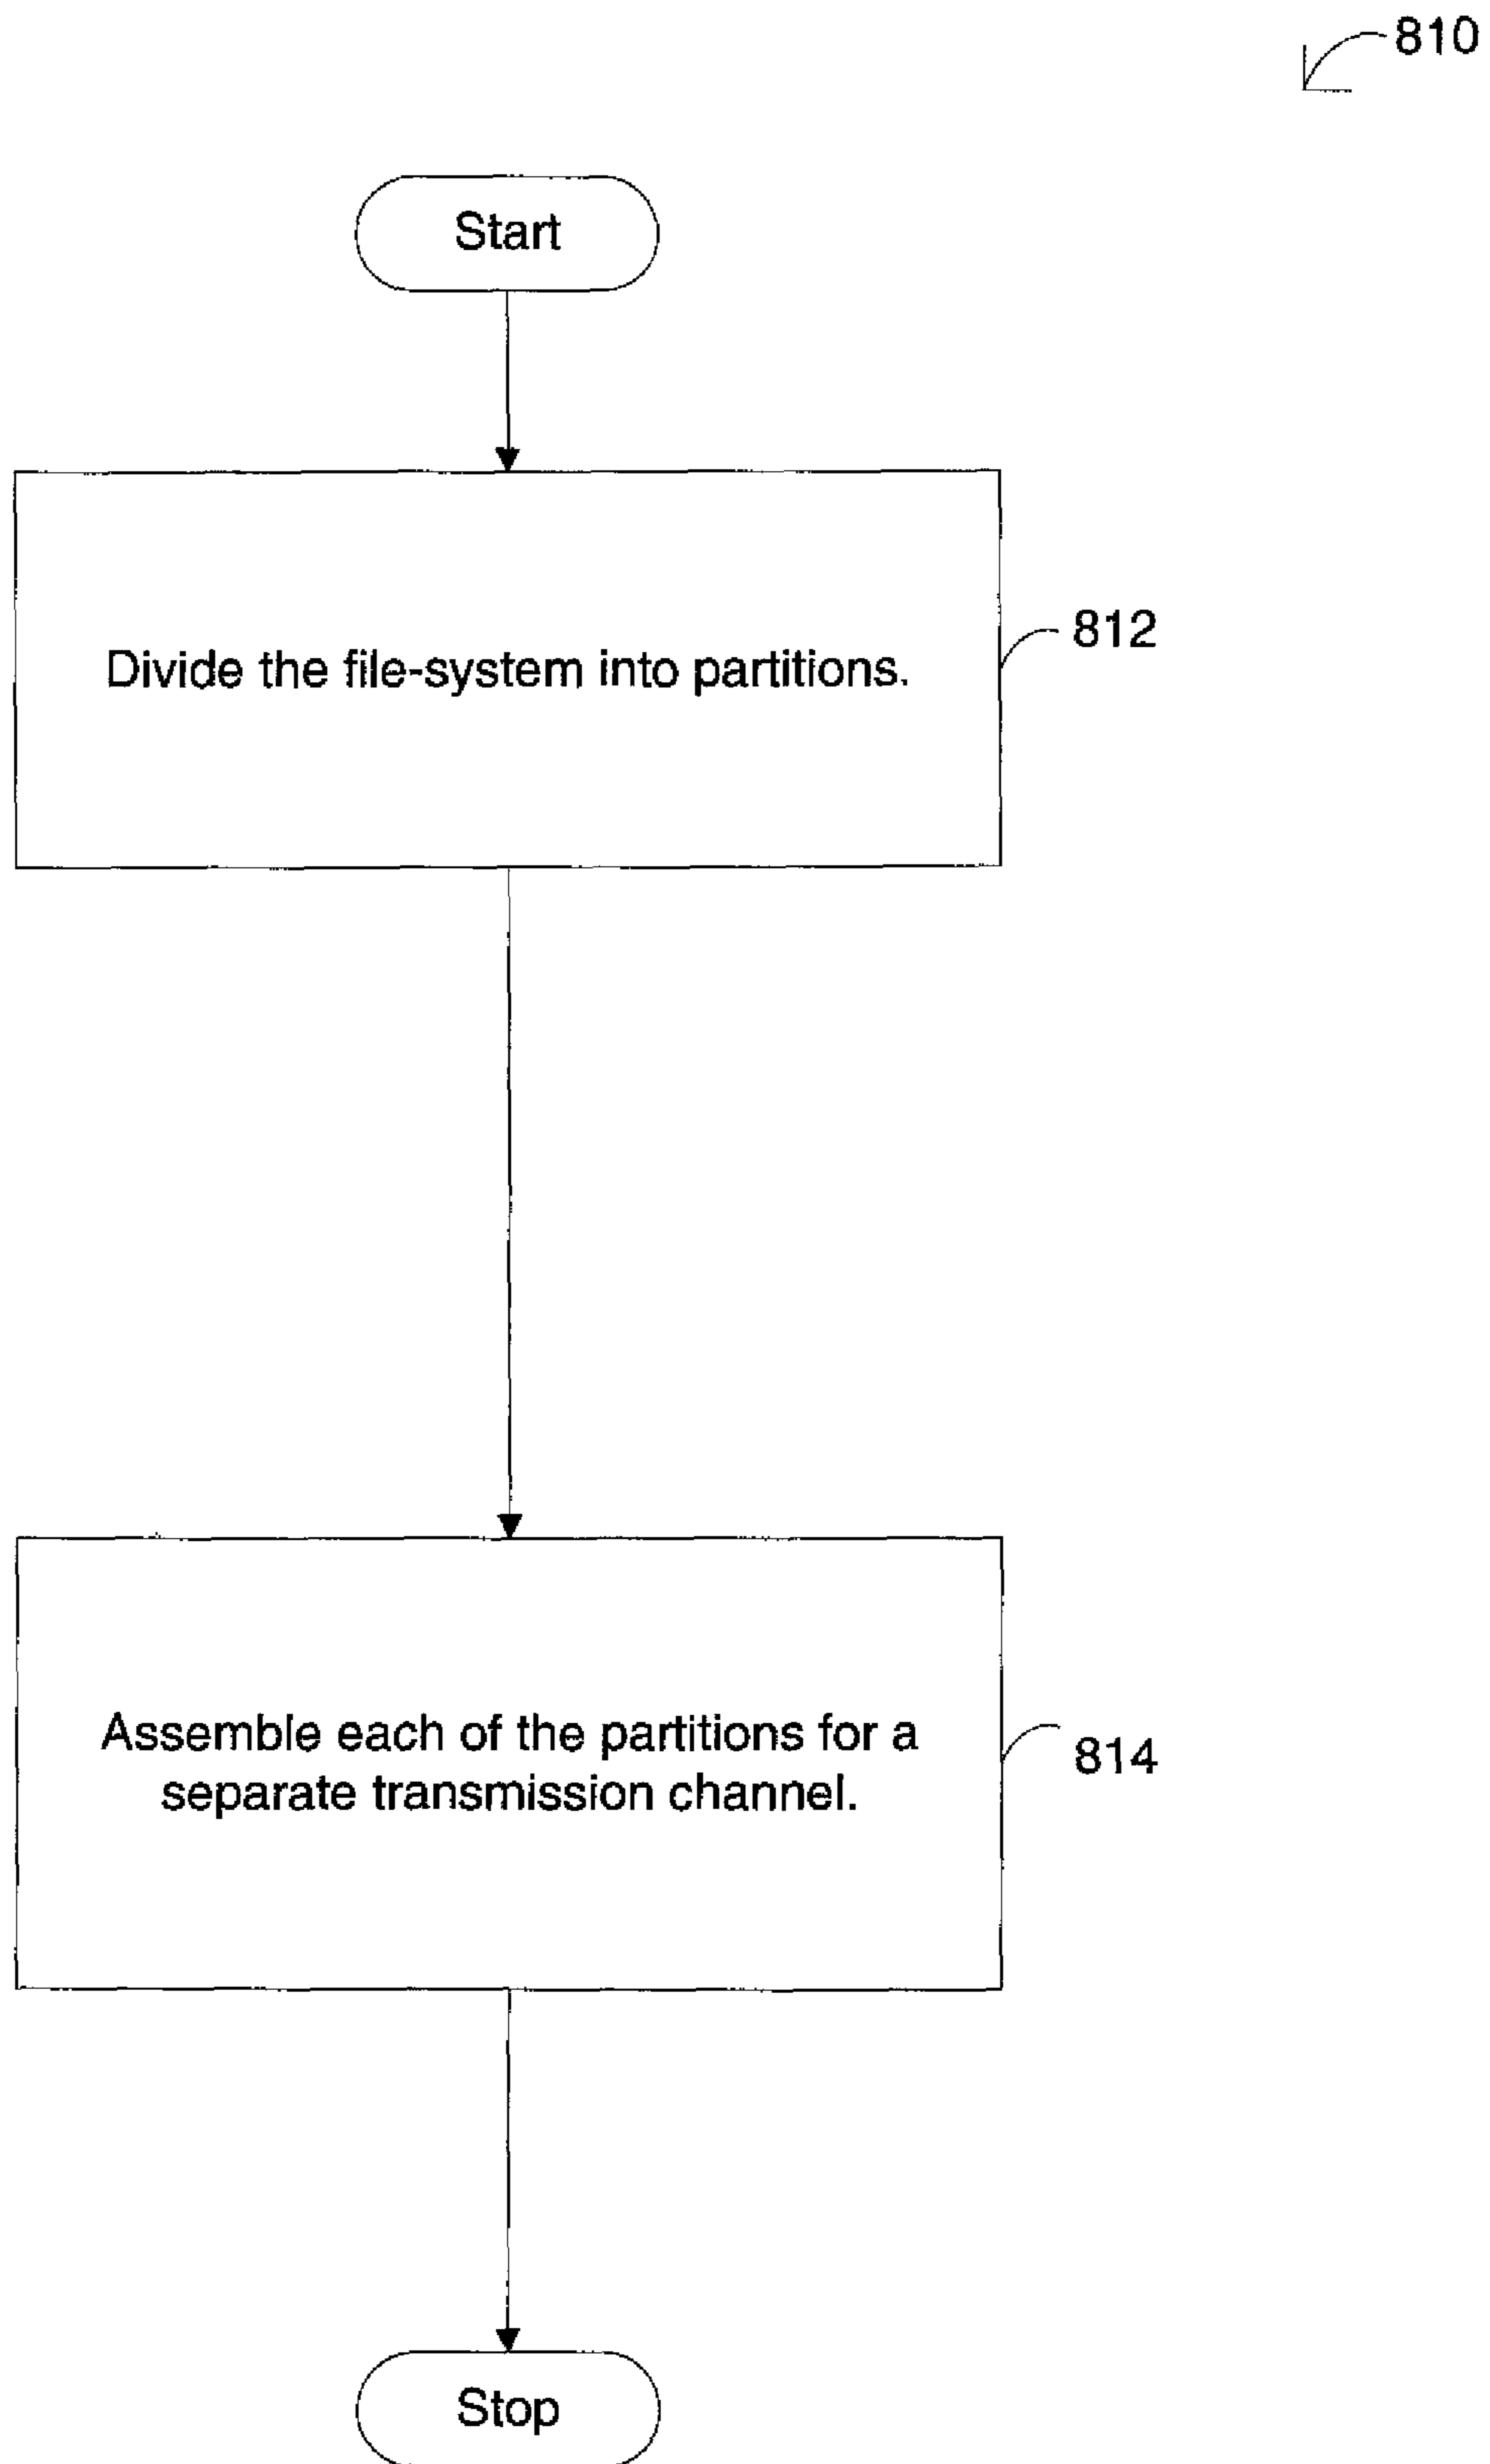 810
Start
Divide the file-system into partitions.
812
Assemble each of the partitions for a
separate transmission channel.
814
Stop